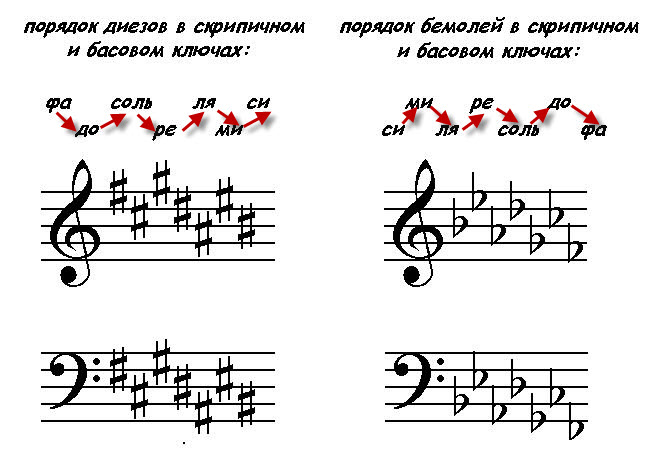 порядок диезов в скрипичном
и басовом ключах:
фа соль ля си
до ре ми
порядок бемолей в скрипичном
и басовом ключах:
ми ре до
си ля соль фа